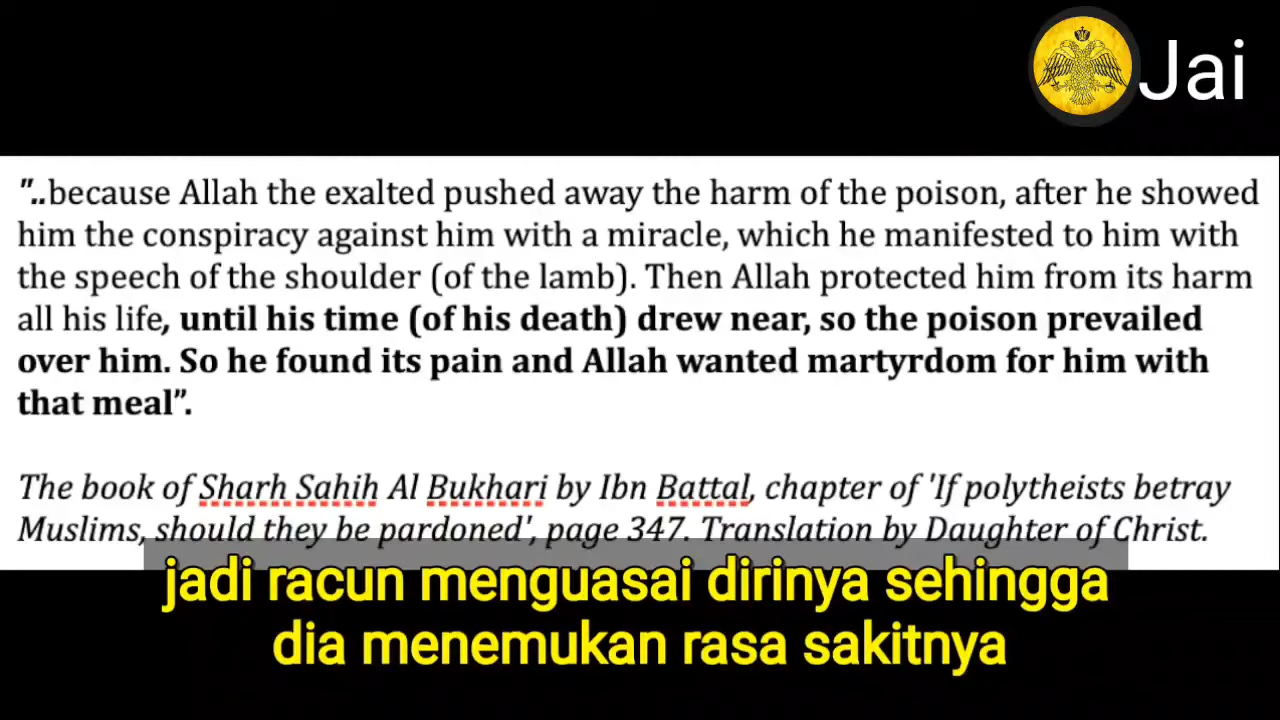 Jai
"..because Allah the exalted pushed away the harm of the poison, after he showed
him the conspiracy against him with a miracle, which he manifested to him with
the speech of the shoulder (of the lamb). Then Allah protected him from its harm
all his life, until his time (of his death) drew near, so the poison prevailed
over him. So he found its pain and Allah wanted martyrdom for him with
that meal”.
The book of Sharh Sahih Al Bukhari by Ibn Battal, chapter of 'If polytheists betray
Muslims, should they be pardoned', page 347. Translation by Daughter of Christ.
jadi racun menguasai dirinya sehingga
dia menemukan rasa sakitnya